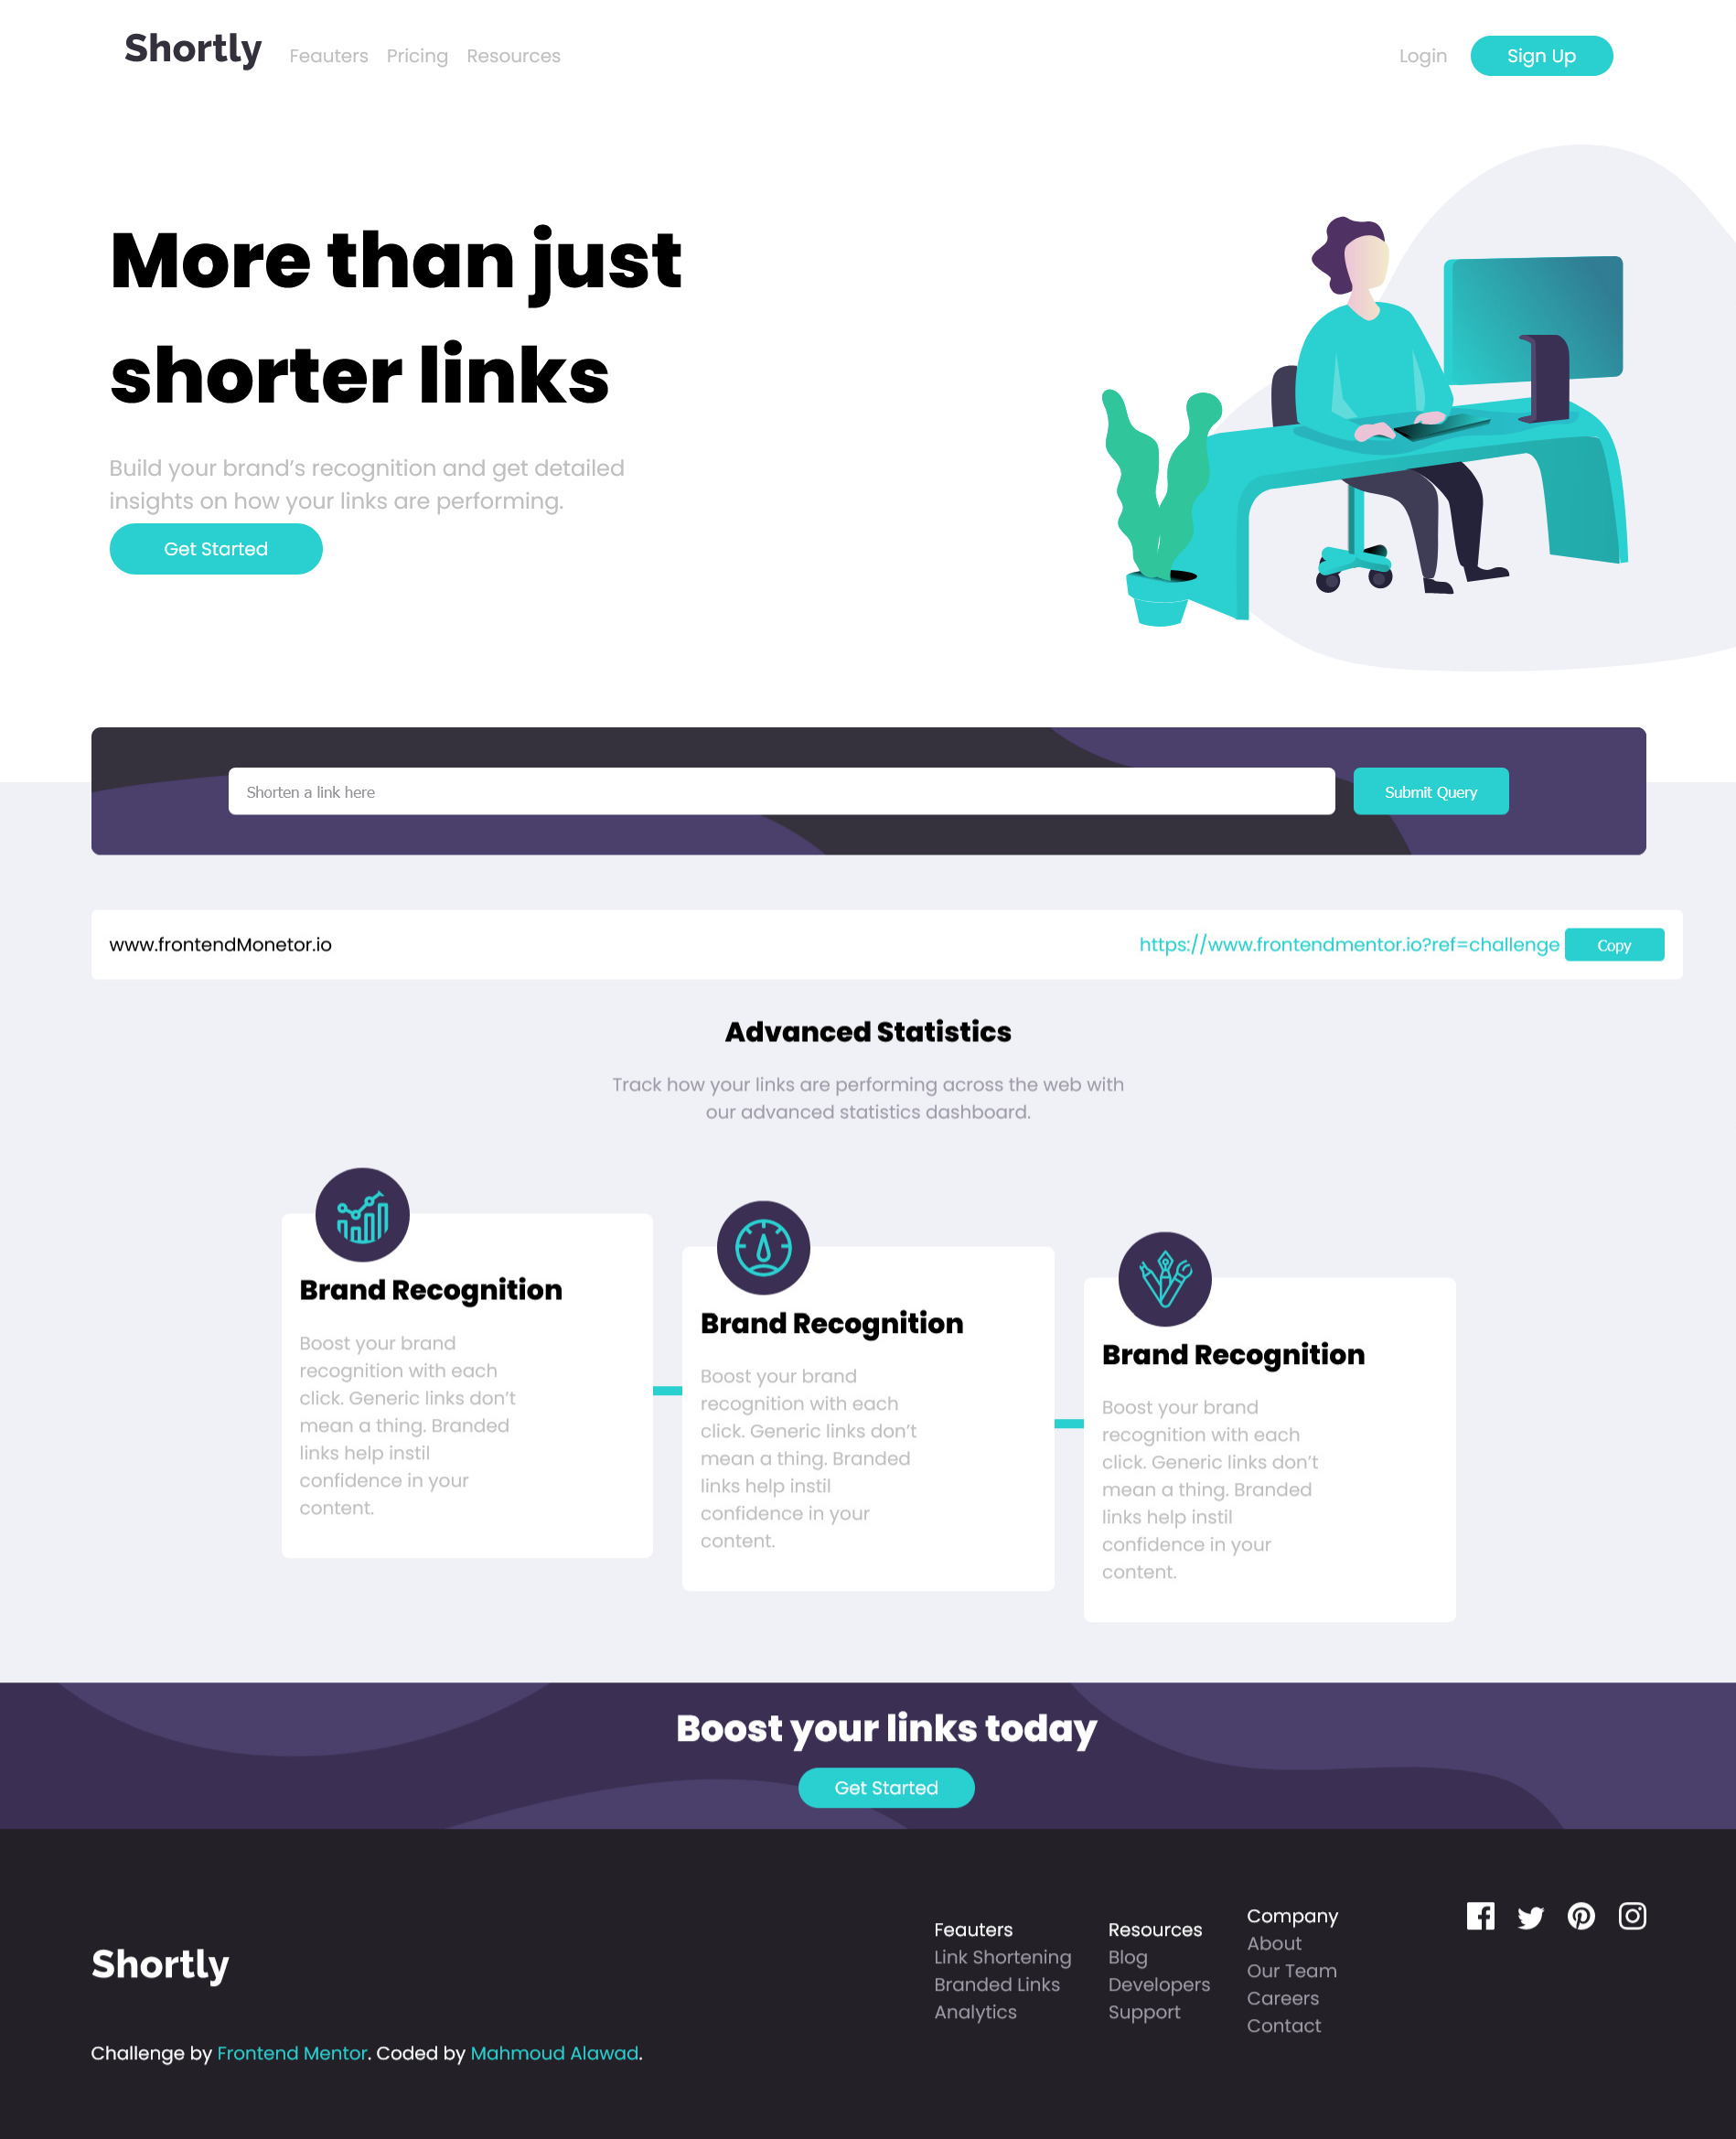 Shortly
Feauters
Pricing
Resources
Login
Sign Up
More than just
shorter links
Build your brand’s recognition and get detailed
insights on how your links are performing.
Get Started
Shorten a link here
Submit Query
www.frontendMonetor.io
https://www.frontendmentor.io?ref=challenge
Copy
Advanced Statistics
Track how your links are performing across the web with
our advanced statistics dashboard.
Brand Recognition
Boost your brand
recognition with each
click. Generic links don’t
mean a thing. Branded
links help instil
confidence in your
content.
Brand Recognition
Boost your brand
recognition with each
click. Generic links don’t
mean a thing. Branded
links help instil
confidence in your
content.
Brand Recognition
Boost your brand
recognition with each
click. Generic links don’t
mean a thing. Branded
links help instil
confidence in your
content.
Boost your links today
Get Started
Shortly
Feauters
Link Shortening
Branded Links
Analytics
Resources
Blog
Developers
Support
Company
About
Our Team
Careers
Contact
Challenge by Frontend Mentor. Coded by Mahmoud Alawad.